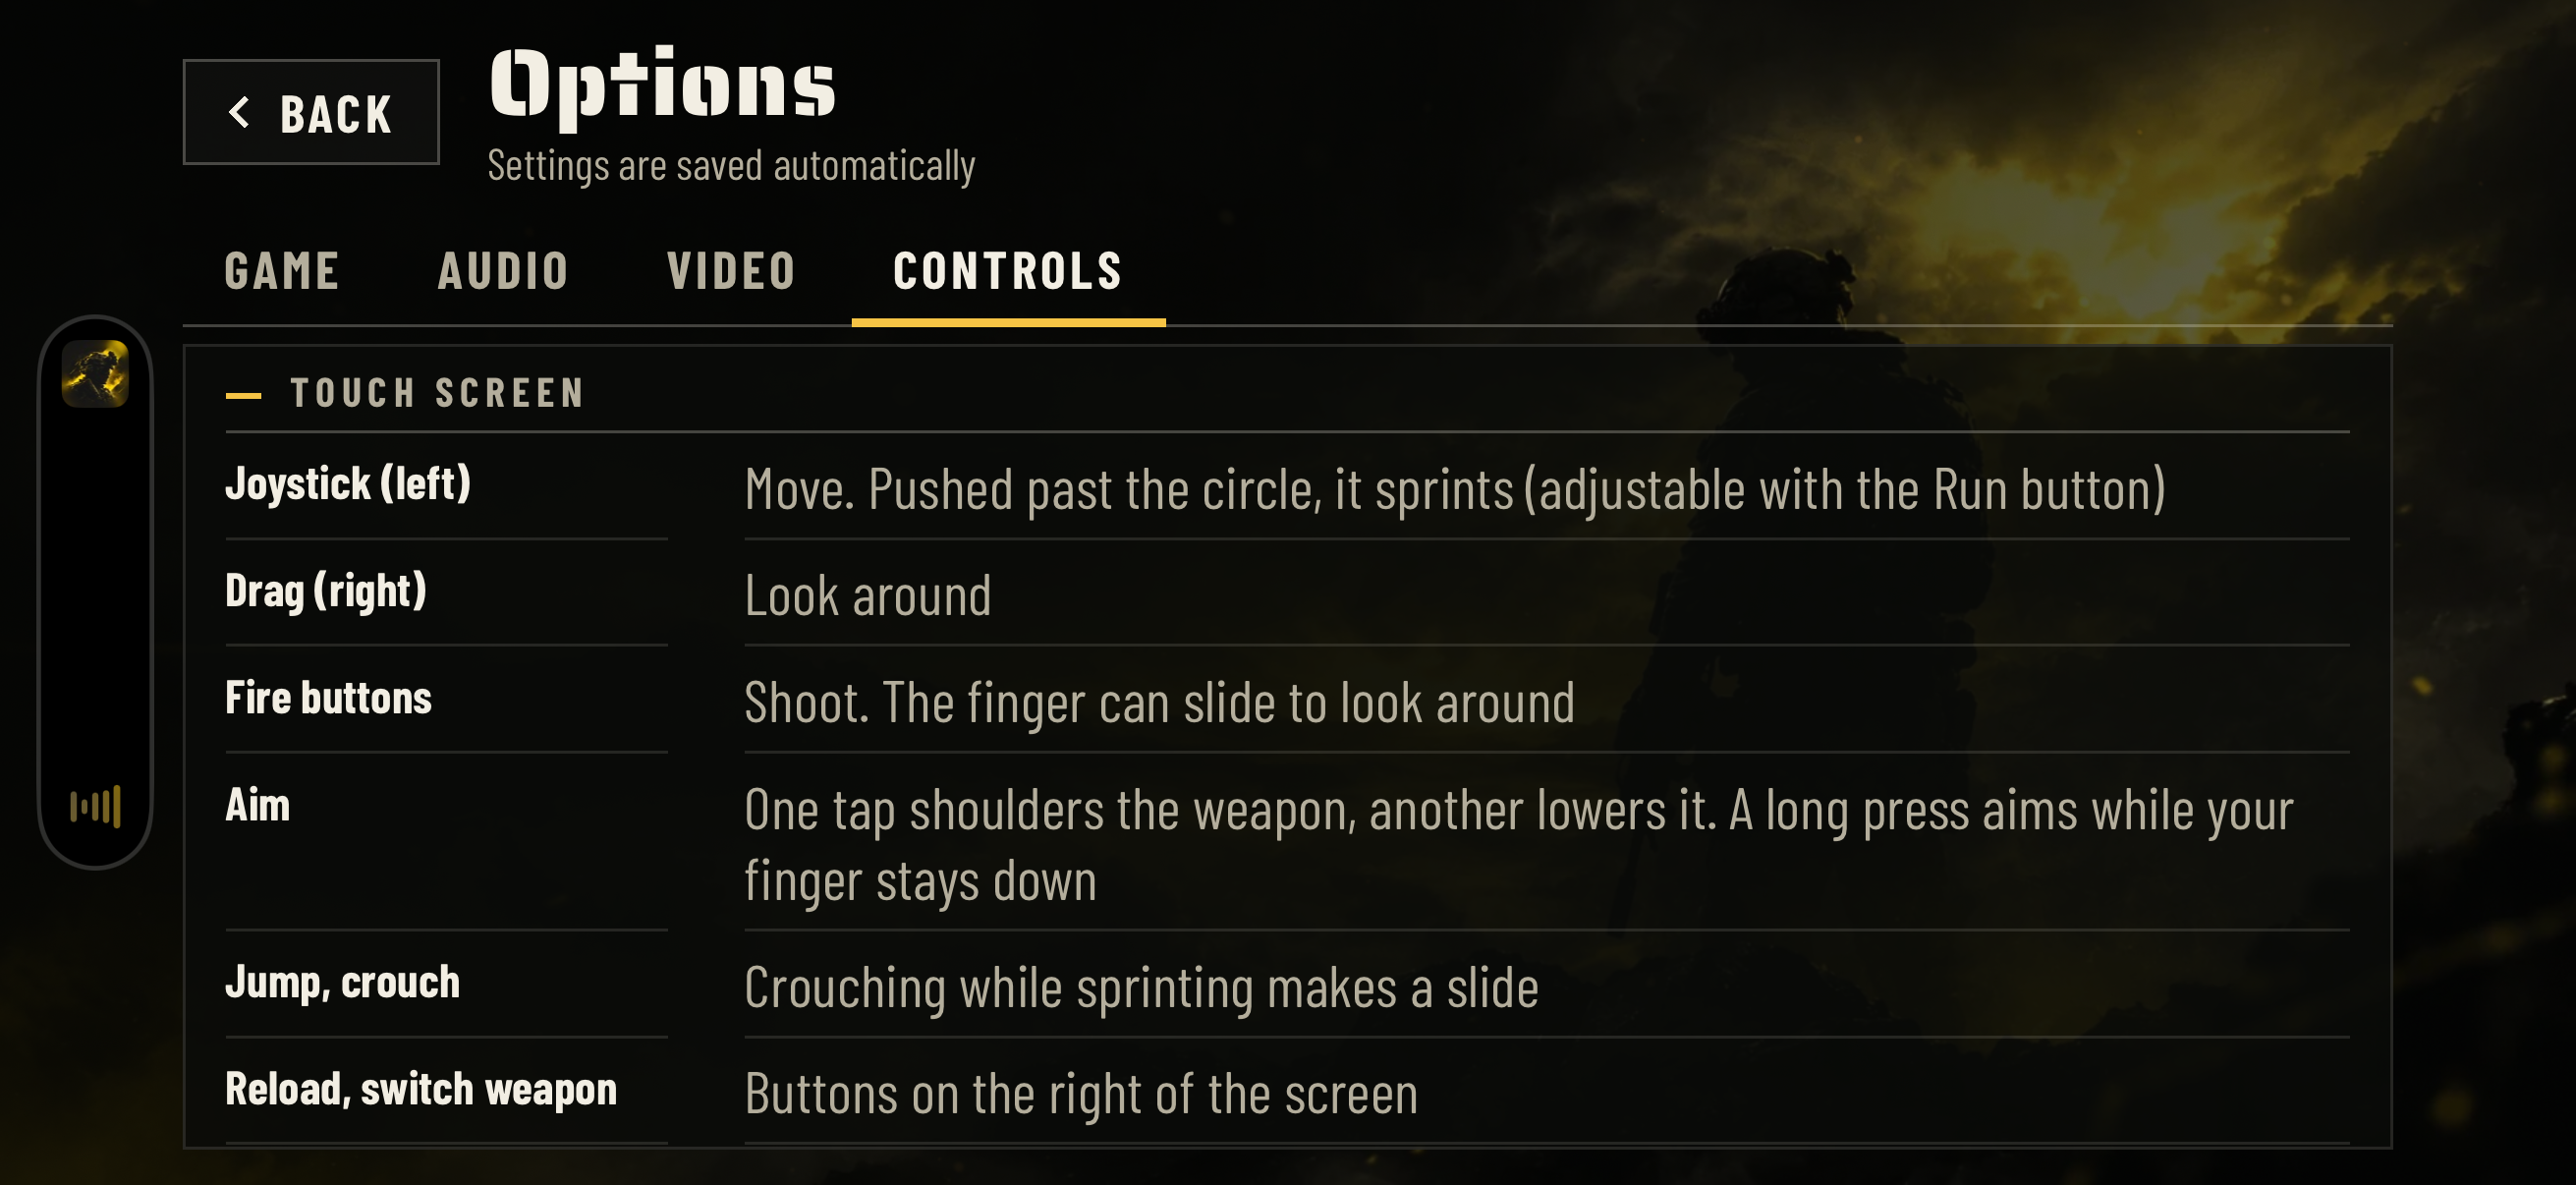 BACK
Options
Settings are saved automatically
GAME AUDIO VIDEO CONTROLS
TOUCH SCREEN
Joystick (left) Move. Pushed past the circle, it sprints (adjustable with the Run button)
Drag (right) Look around
Fire buttons Shoot. The finger can slide to look around
Aim One tap shoulders the weapon, another lowers it. A long press aims while your
finger stays down
Jump, crouch Crouching while sprinting makes a slide
Reload, switch weapon Buttons on the right of the screen